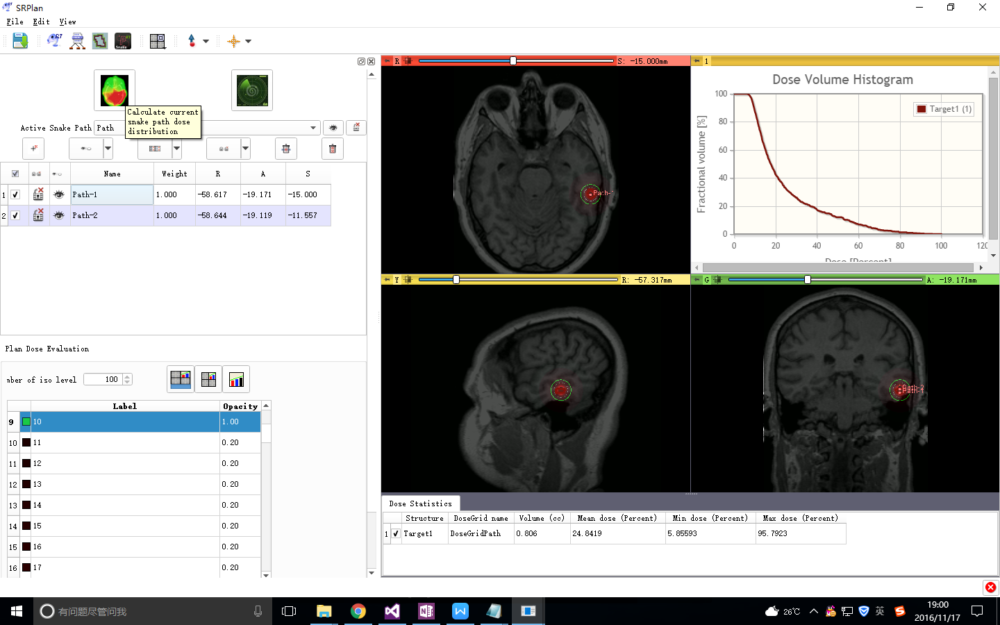 SRPlan
File Edit View
Calculate current
snake path dose
distribution
Active Snake Path Path
Name Weight R A S
1 Path-1 1.000 -58.617 -19.171 -15.000
2 Path-2 1.000 -58.644 -19.119 -11.557
Plan Dose Evaluation
mber of iso level 100
Label Opacity
9 10 1.00
10 11 0.20
11 12 0.20
12 13 0.20
13 14 0.20
14 15 0.20
15 16 0.20
16 17 0.20
R S: -15.000mm
Path-
1
Dose Volume Histogram
Target1 (1)
Fractional volume [%]
100
80
60
40
20
0
0 20 40 60 80 100 120
Dose [Percent]
Y R: -57.317mm
G A: -19.171mm
Path-2
Path-1
Dose Statistics
Structure DoseGrid name Volume (cc) Mean dose (Percent) Min dose (Percent) Max dose (Percent)
1 Target1 DoseGridPath 0.806 24.8419 5.85593 95.7923
有问题尽管问我
26℃ 英
19:00
2016/11/17